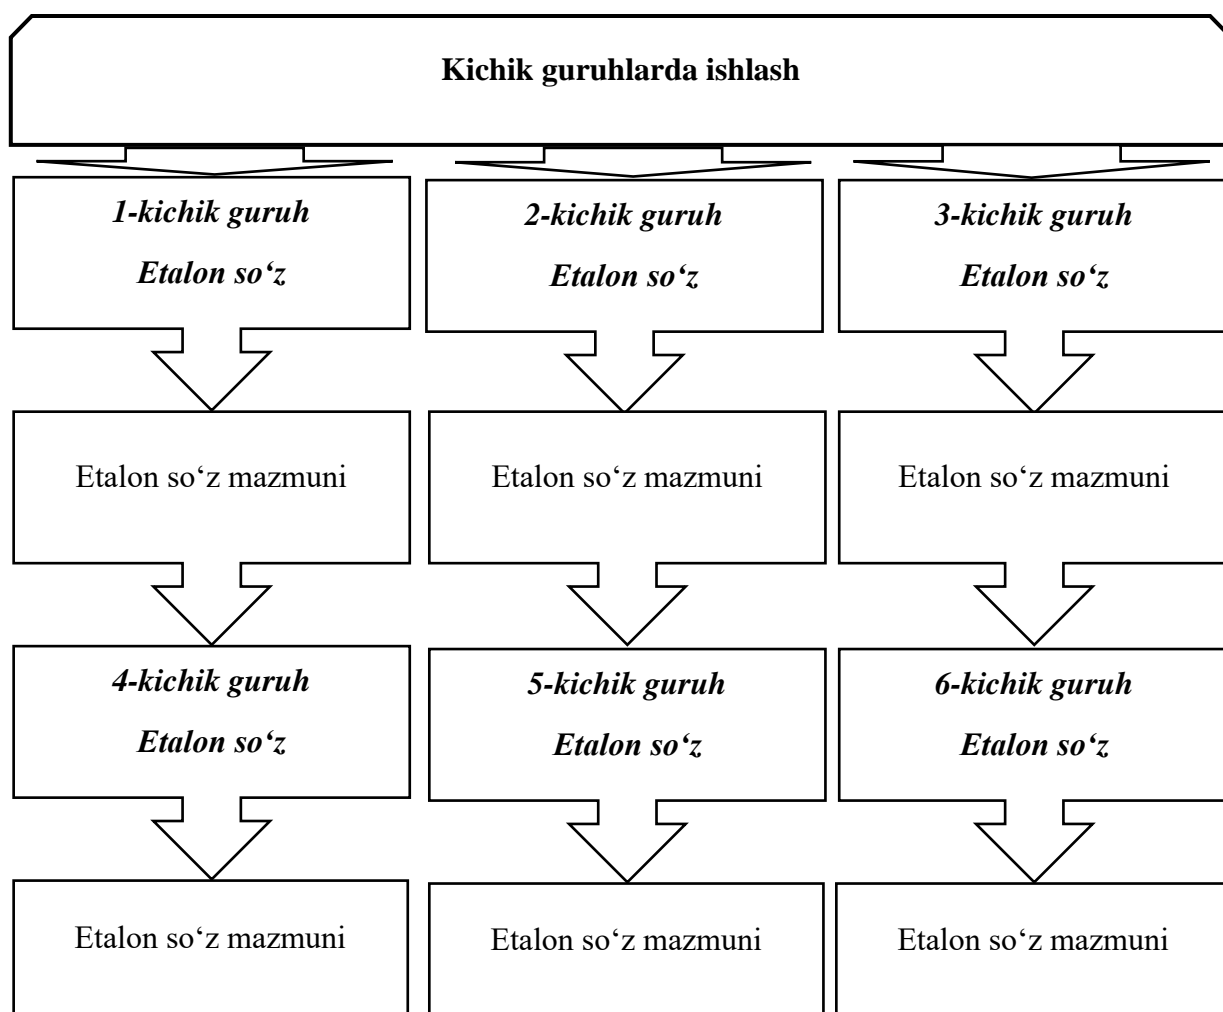 Kichik guruhlarda ishlash
1-kichik guruh
Etalon so‘z
2-kichik guruh
Etalon so‘z
3-kichik guruh
Etalon so‘z
Etalon so‘z mazmuni
Etalon so‘z mazmuni
Etalon so‘z mazmuni
4-kichik guruh
Etalon so‘z
5-kichik guruh
Etalon so‘z
6-kichik guruh
Etalon so‘z
Etalon so‘z mazmuni
Etalon so‘z mazmuni
Etalon so‘z mazmuni